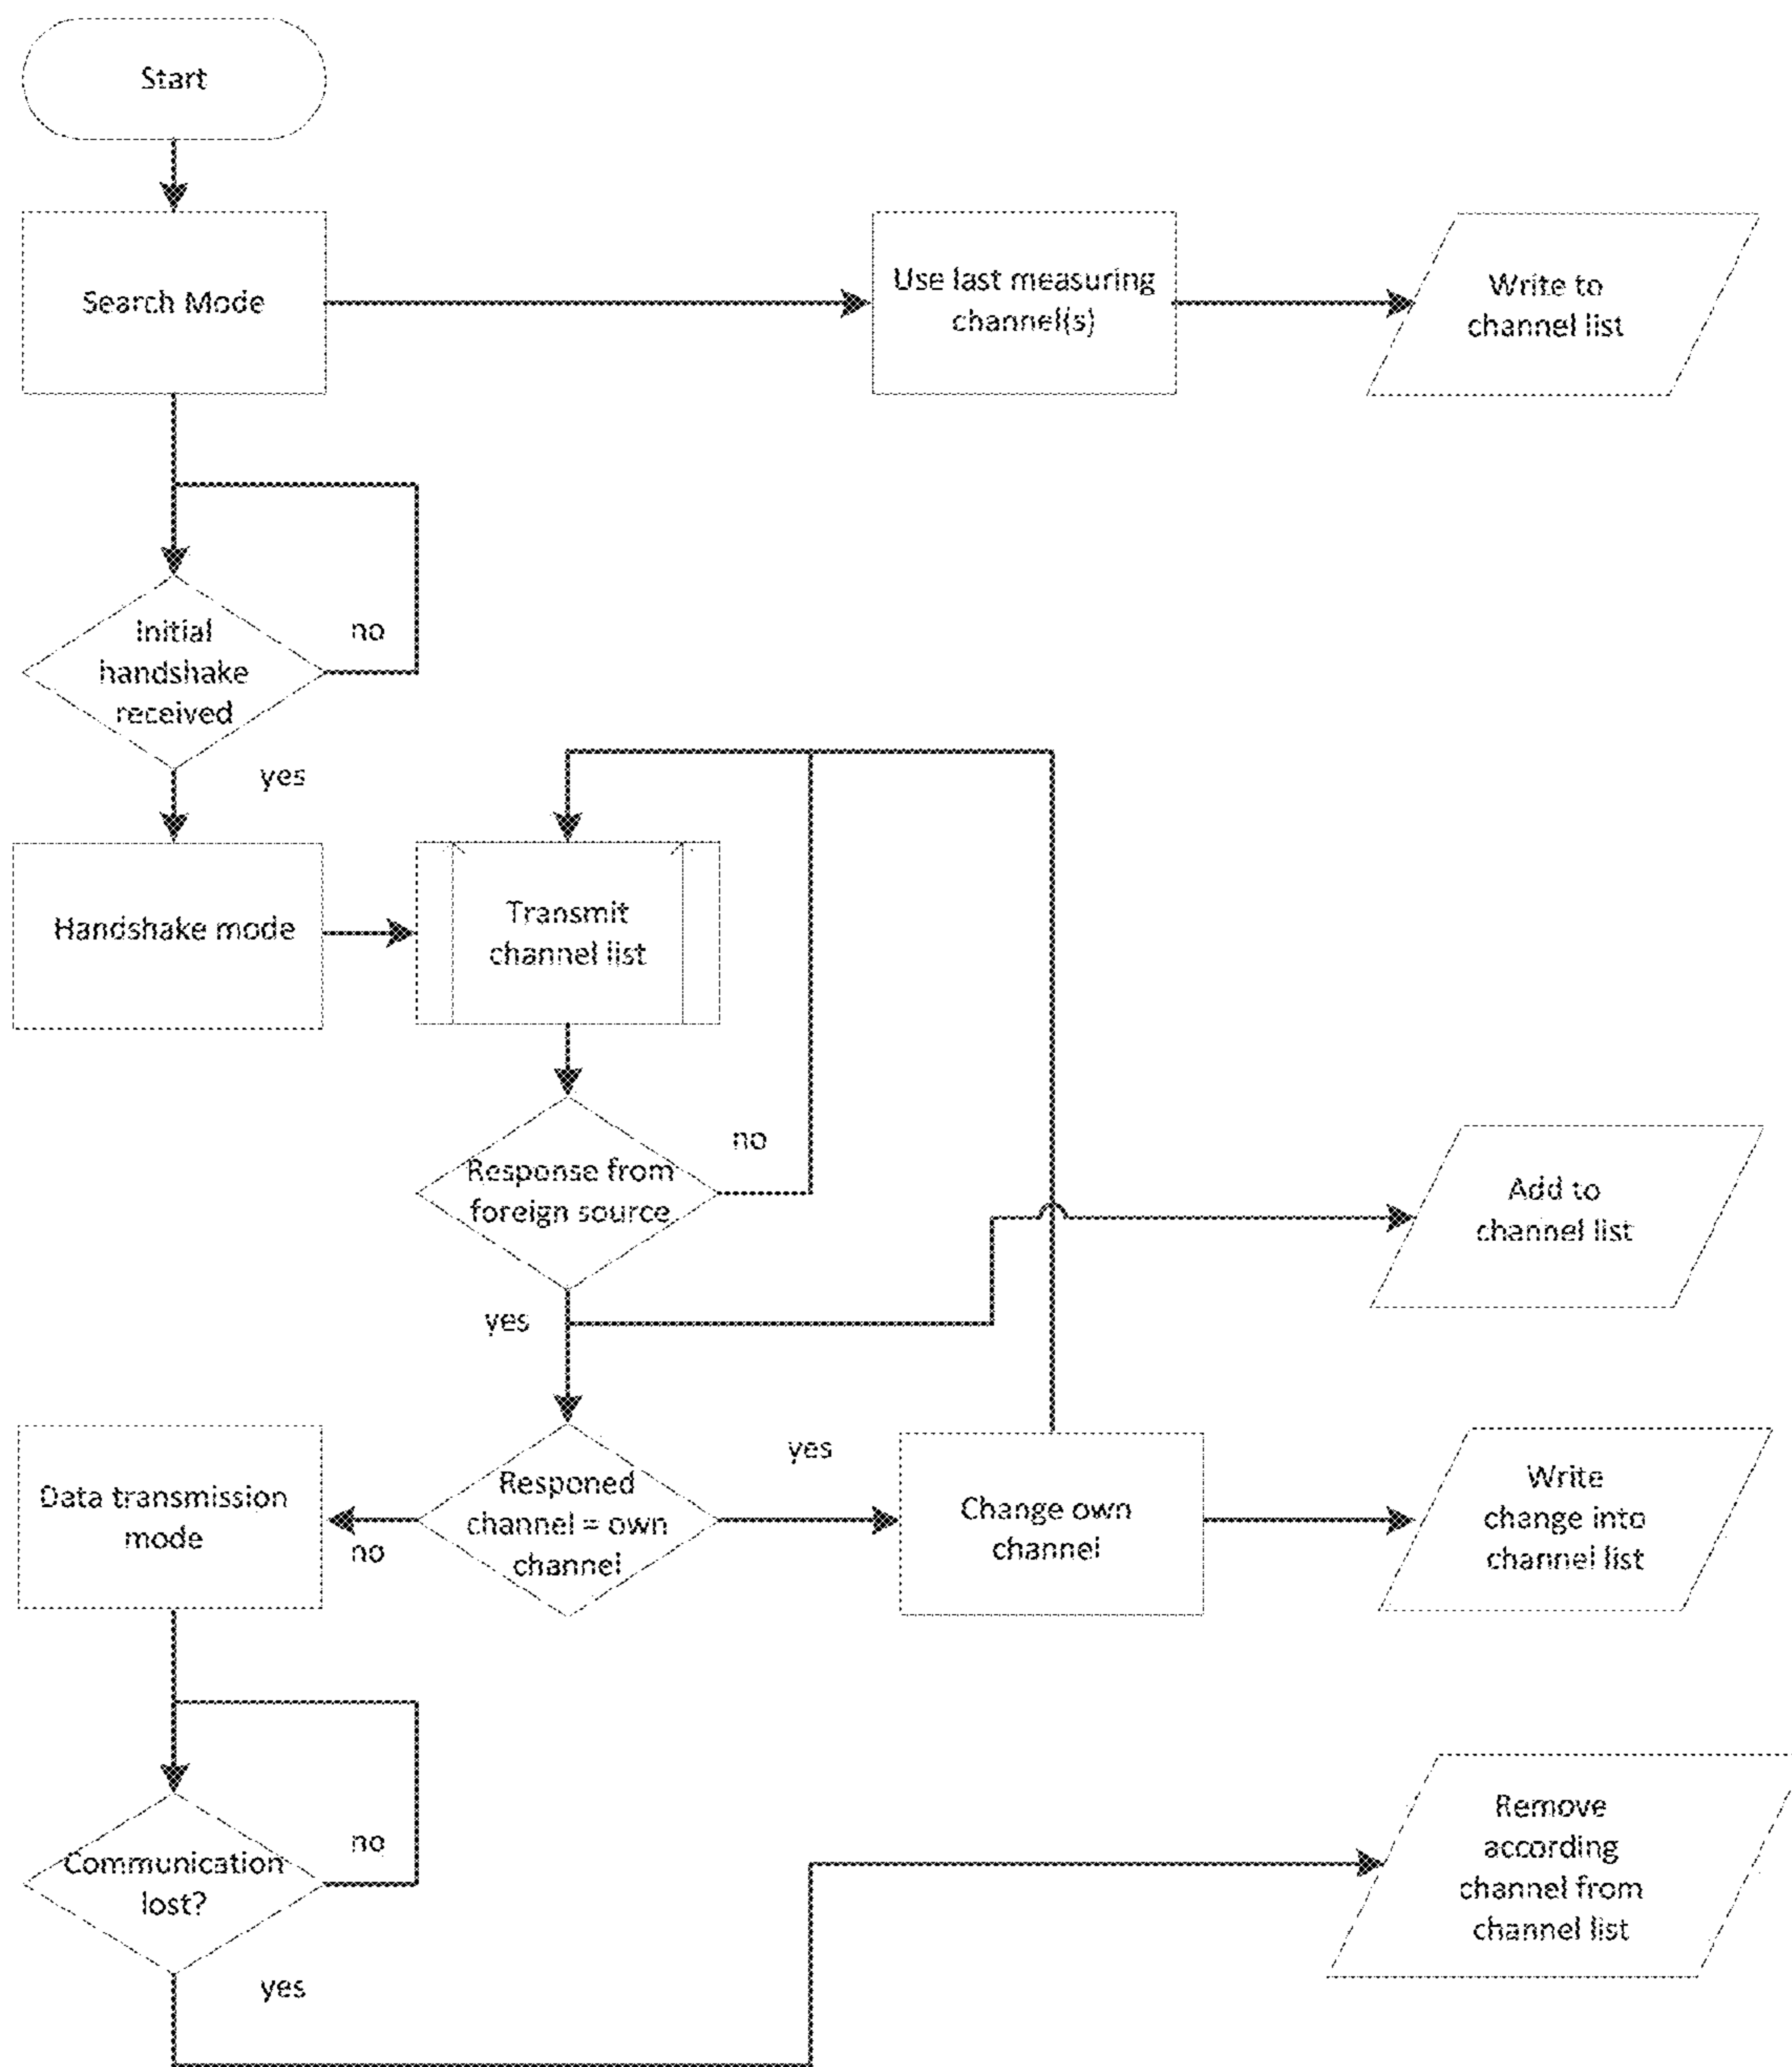 Start
Search Mode
Use last measuring
channel(s)
Write to
channel list
Initial
handshake
received
no
yes
Handshake mode
Transmit
channel list
Response from
foreign source
no
yes
Add to
channel list
Data transmission
mode
no
Responed
channel = own
channel
yes
Change own
channel
Write
change into
channel list
Communication
lost?
no
yes
Remove
according
channel from
channel list